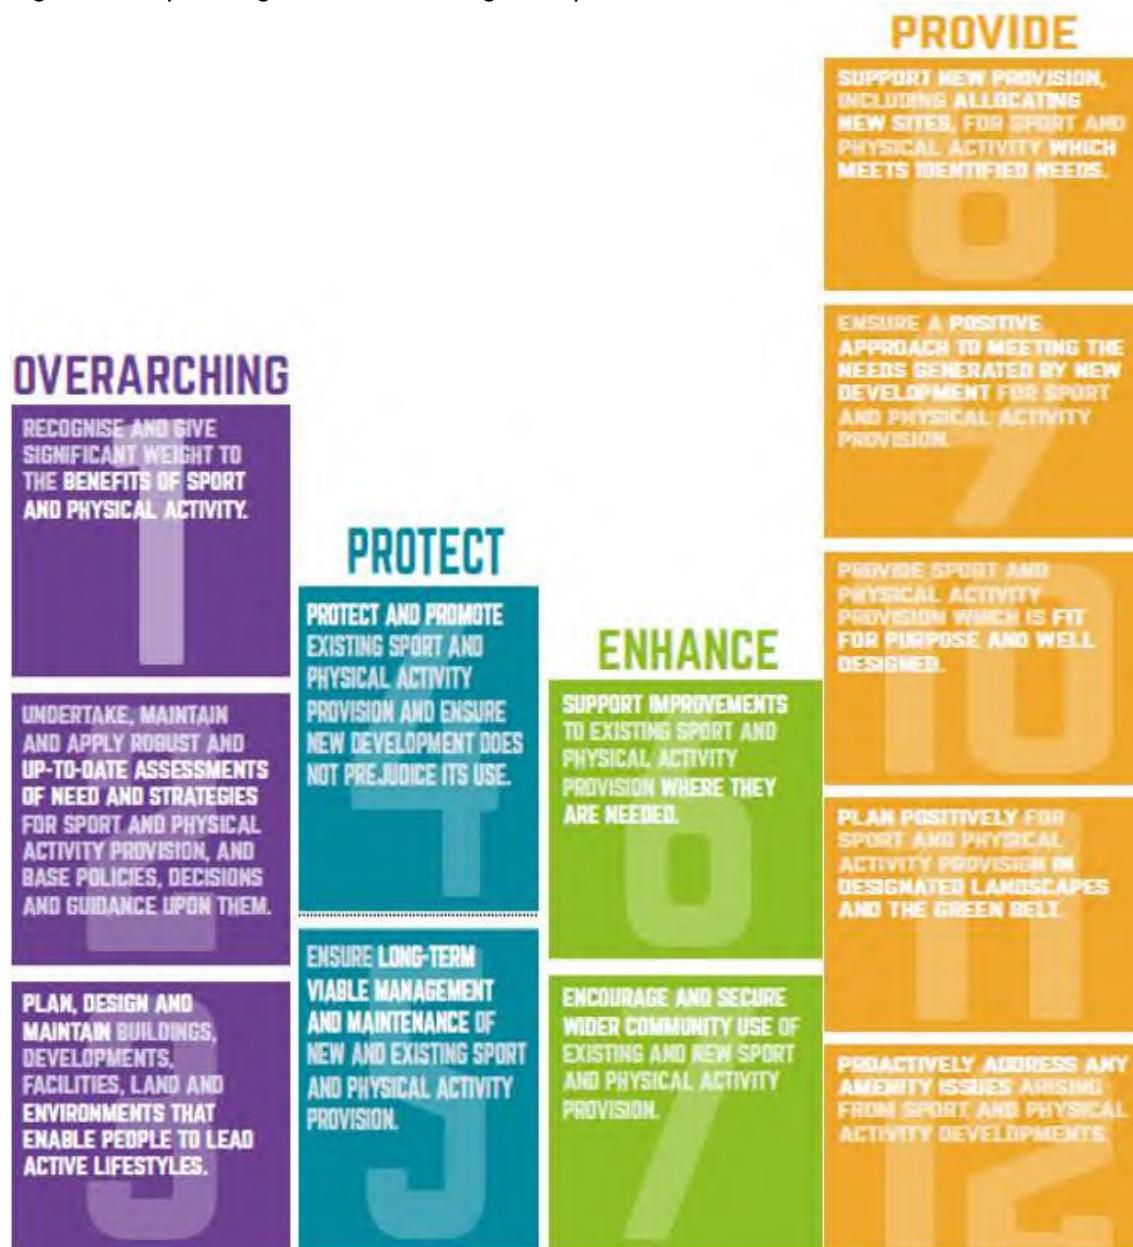 OVERARCHING
RECOGNISE AND GIVE
SIGNIFICANT WEIGHT TO
THE BENEFITS OF SPORT
AND PHYSICAL ACTIVITY.
1
UNDERTAKE, MAINTAIN
AND APPLY ROBUST AND
UP-TO-DATE ASSESSMENTS
OF NEED AND STRATEGIES
FOR SPORT AND PHYSICAL
ACTIVITY PROVISION, AND
BASE POLICIES, DECISIONS
AND GUIDANCE UPON THEM.
2
PLAN, DESIGN AND
MAINTAIN BUILDINGS,
DEVELOPMENTS,
FACILITIES, LAND AND
ENVIRONMENTS THAT
ENABLE PEOPLE TO LEAD
ACTIVE LIFESTYLES.
3
PROTECT
PROTECT AND PROMOTE
EXISTING SPORT AND
PHYSICAL ACTIVITY
PROVISION AND ENSURE
NEW DEVELOPMENT DOES
NOT PREJUDICE ITS USE.
4
ENSURE LONG-TERM
VIABLE MANAGEMENT
AND MAINTENANCE OF
NEW AND EXISTING SPORT
AND PHYSICAL ACTIVITY
PROVISION.
5
ENHANCE
SUPPORT IMPROVEMENTS
TO EXISTING SPORT AND
PHYSICAL ACTIVITY
PROVISION WHERE THEY
ARE NEEDED.
6
ENCOURAGE AND SECURE
WIDER COMMUNITY USE OF
EXISTING AND NEW SPORT
AND PHYSICAL ACTIVITY
PROVISION.
7
PROVIDE
SUPPORT NEW PROVISION,
INCLUDING ALLOCATING
NEW SITES, FOR SPORT AND
PHYSICAL ACTIVITY WHICH
MEETS IDENTIFIED NEEDS.
ENSURE A POSITIVE
APPROACH TO MEETING THE
NEEDS GENERATED BY NEW
DEVELOPMENT FOR SPORT
AND PHYSICAL ACTIVITY
PROVISION.
PROVIDE SPORT AND
PHYSICAL ACTIVITY
PROVISION WHICH IS FIT
FOR PURPOSE AND WELL
DESIGNED.
10
PLAN POSITIVELY FOR
SPORT AND PHYSICAL
ACTIVITY PROVISION IN
DESIGNATED LANDSCAPES
AND THE GREEN BELT.
11
PROACTIVELY ADDRESS ANY
AMENITY ISSUES ARISING
FROM SPORT AND PHYSICAL
ACTIVITY DEVELOPMENTS.
12